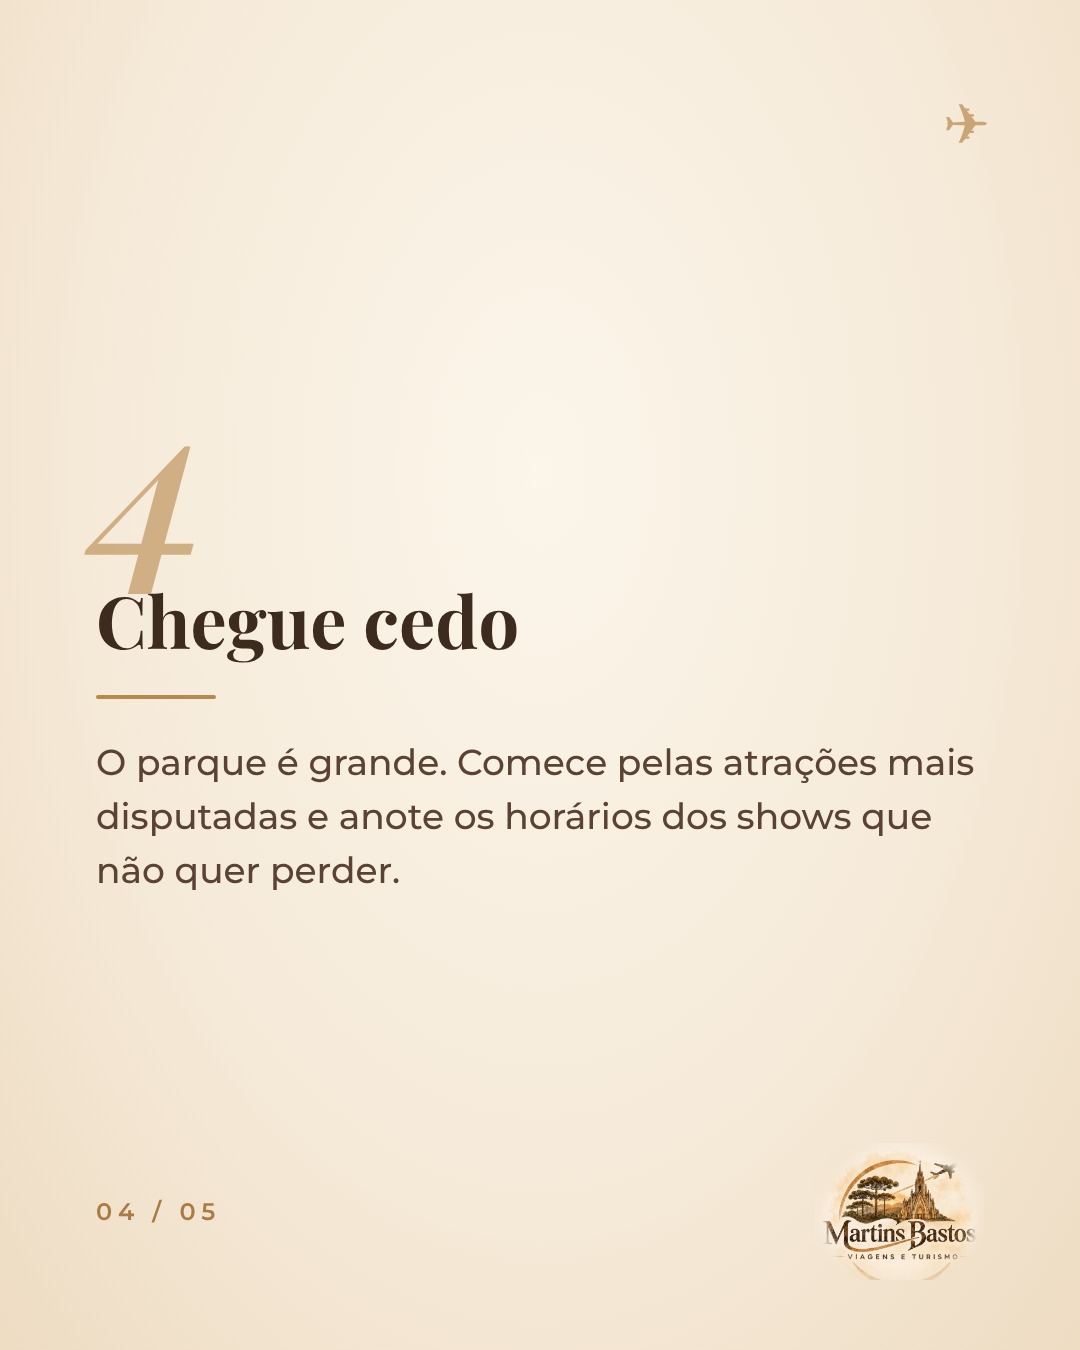 4
Chegue cedo
O parque é grande. Comece pelas atrações mais
disputadas e anote os horários dos shows que
não quer perder.
04 / 05
Martins Bastos
VIAGENS E TURISMO